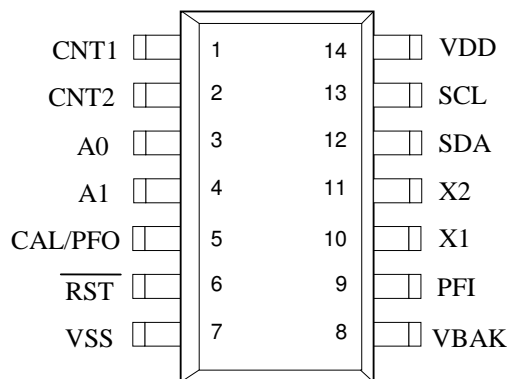 CNT1 1 14 VDD
CNT2 2 13 SCL
A0 3 12 SDA
A1 4 11 X2
CAL/PFO 5 10 X1
R̅S̅T̅ 6 9 PFI
VSS 7 8 VBAK